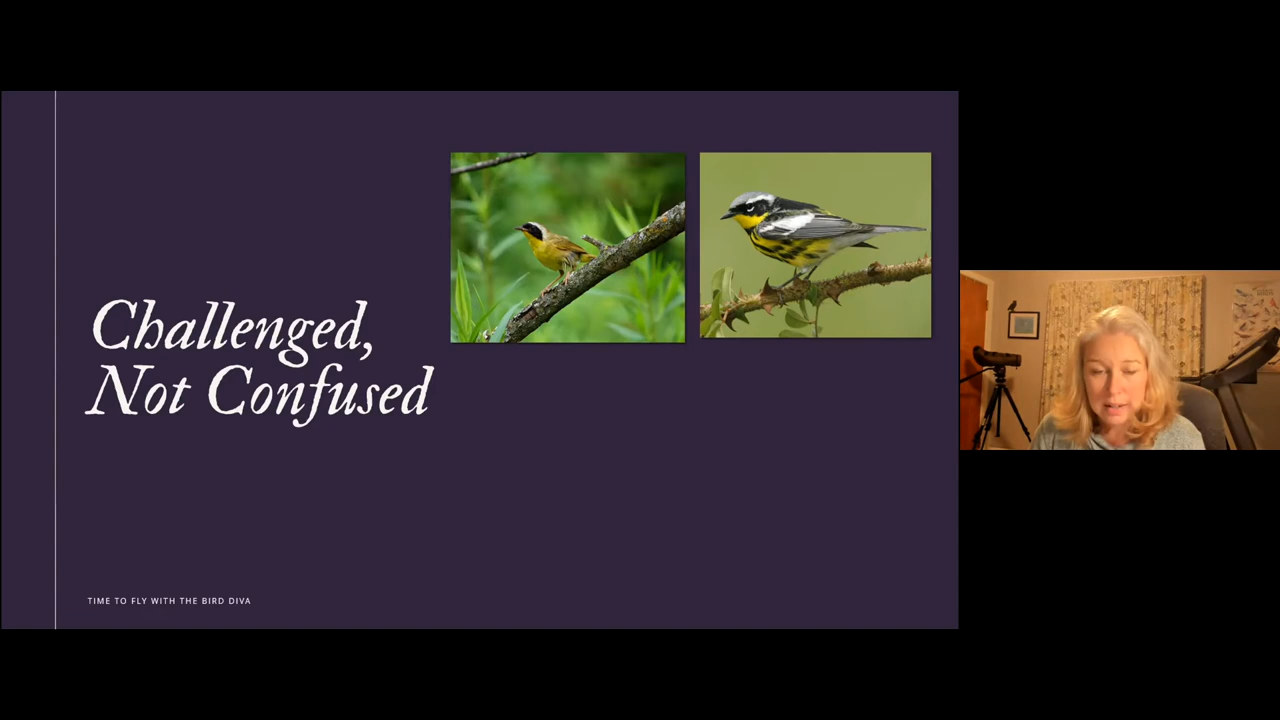 Challenged,
Not Confused
TIME TO FLY WITH THE BIRD DIVA